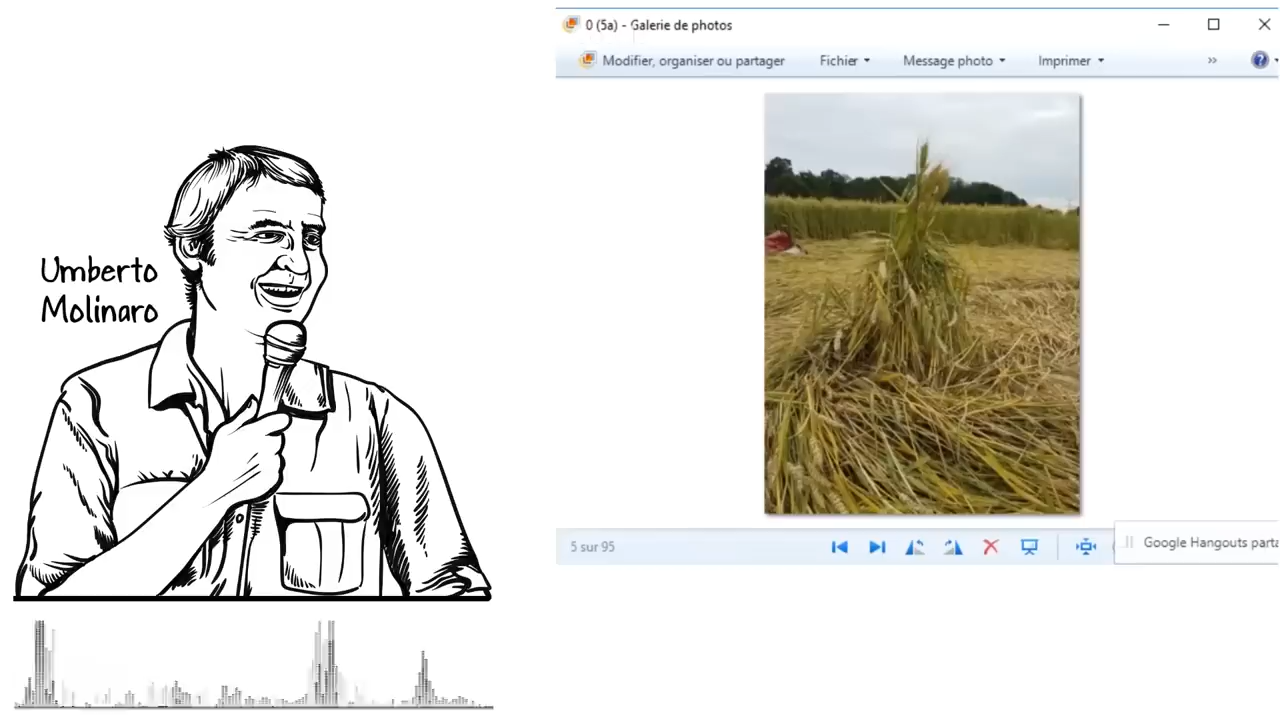 Umberto
Molinaro
0 (5a) - Galerie de photos
Modifier, organiser ou partager
Fichier
Message photo
Imprimer
»
?
5 sur 95
Google Hangouts parta